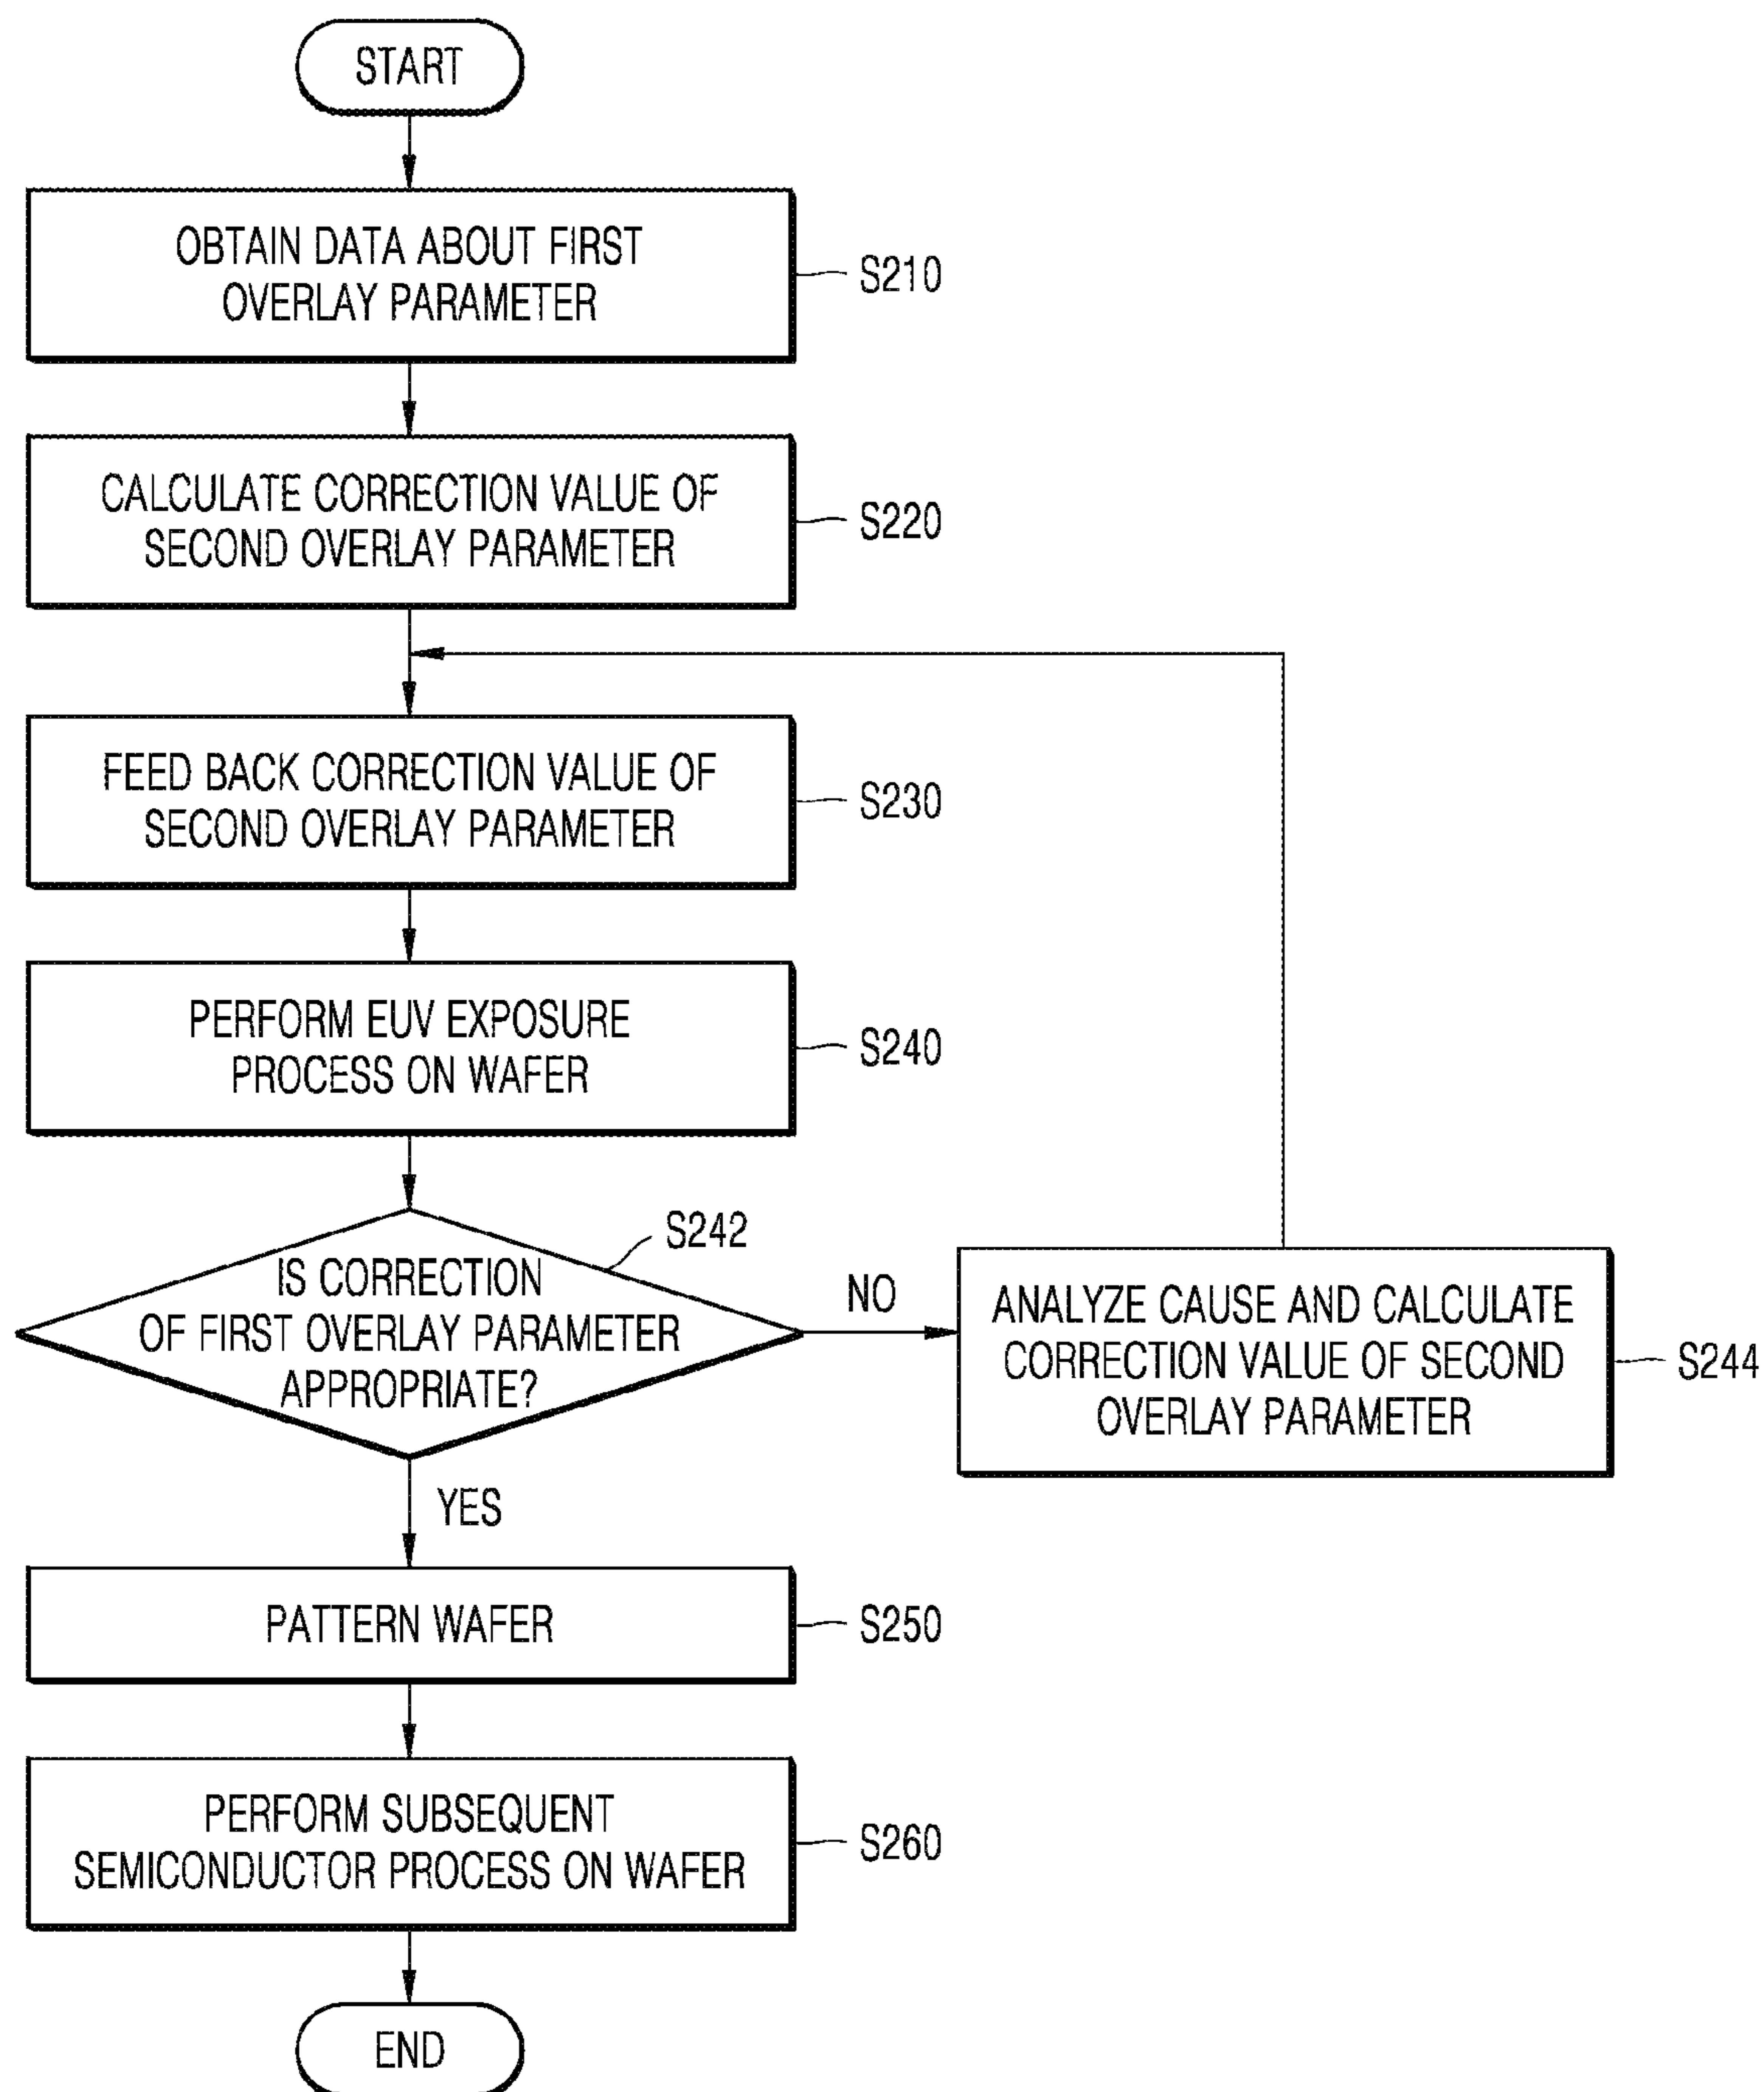 START
OBTAIN DATA ABOUT FIRST
OVERLAY PARAMETER
S210
CALCULATE CORRECTION VALUE OF
SECOND OVERLAY PARAMETER
S220
FEED BACK CORRECTION VALUE OF
SECOND OVERLAY PARAMETER
S230
PERFORM EUV EXPOSURE
PROCESS ON WAFER
S240
S242
IS CORRECTION
OF FIRST OVERLAY PARAMETER
APPROPRIATE?
NO
ANALYZE CAUSE AND CALCULATE
CORRECTION VALUE OF SECOND
OVERLAY PARAMETER
S244
YES
PATTERN WAFER
S250
PERFORM SUBSEQUENT
SEMICONDUCTOR PROCESS ON WAFER
S260
END